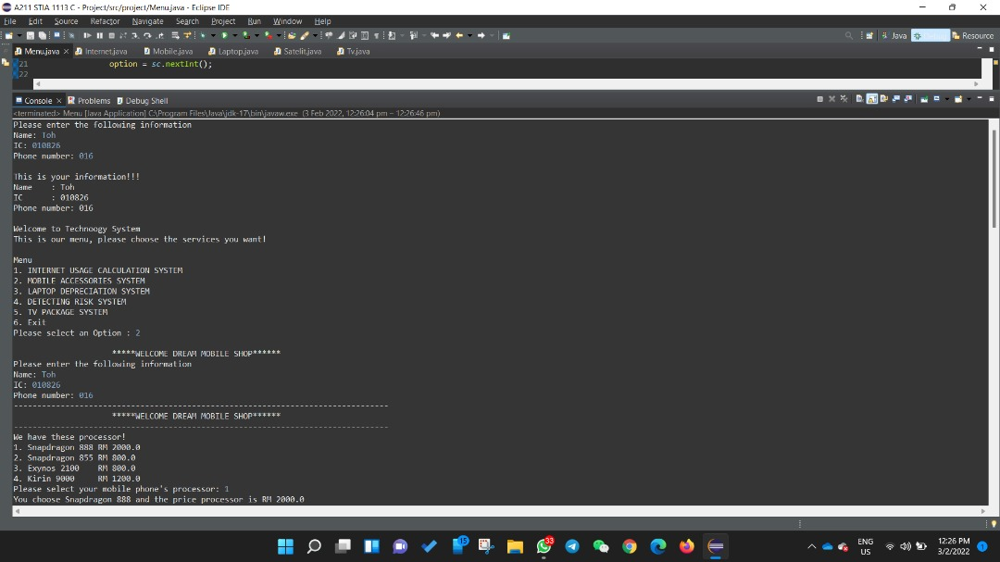 A211 STIA 1113 C - Project/src/project/Menu.java - Eclipse IDE
File Edit Source Refactor Navigate Search Project Run Window Help
Java Resource
Menu.java Internet.java Mobile.java Laptop.java Satelit.java Tv.java
21 option = sc.nextInt();
22
Console Problems Debug Shell
<terminated> Menu [Java Application] C:\Program Files\Java\jdk-17\bin\javaw.exe (3 Feb 2022, 12:26:04 pm – 12:26:46 pm)
Please enter the following information
Name: Toh
IC: 010826
Phone number: 016
This is your information!!!
Name : Toh
IC : 010826
Phone number: 016
Welcome to Technoogy System
This is our menu, please choose the services you want!
Menu
1. INTERNET USAGE CALCULATION SYSTEM
2. MOBILE ACCESSORIES SYSTEM
3. LAPTOP DEPRECIATION SYSTEM
4. DETECTING RISK SYSTEM
5. TV PACKAGE SYSTEM
6. Exit
Please select an Option : 2
*****WELCOME DREAM MOBILE SHOP******
Please enter the following information
Name: Toh
IC: 010826
Phone number: 016
--------------------------------------------------------------------------------
*****WELCOME DREAM MOBILE SHOP******
--------------------------------------------------------------------------------
We have these processor!
1. Snapdragon 888 RM 2000.0
2. Snapdragon 855 RM 800.0
3. Exynos 2100 RM 800.0
4. Kirin 9000 RM 1200.0
Please select your mobile phone's processor: 1
You choose Snapdragon 888 and the price processor is RM 2000.0
15 33
ENG
US
12:26 PM
3/2/2022
1